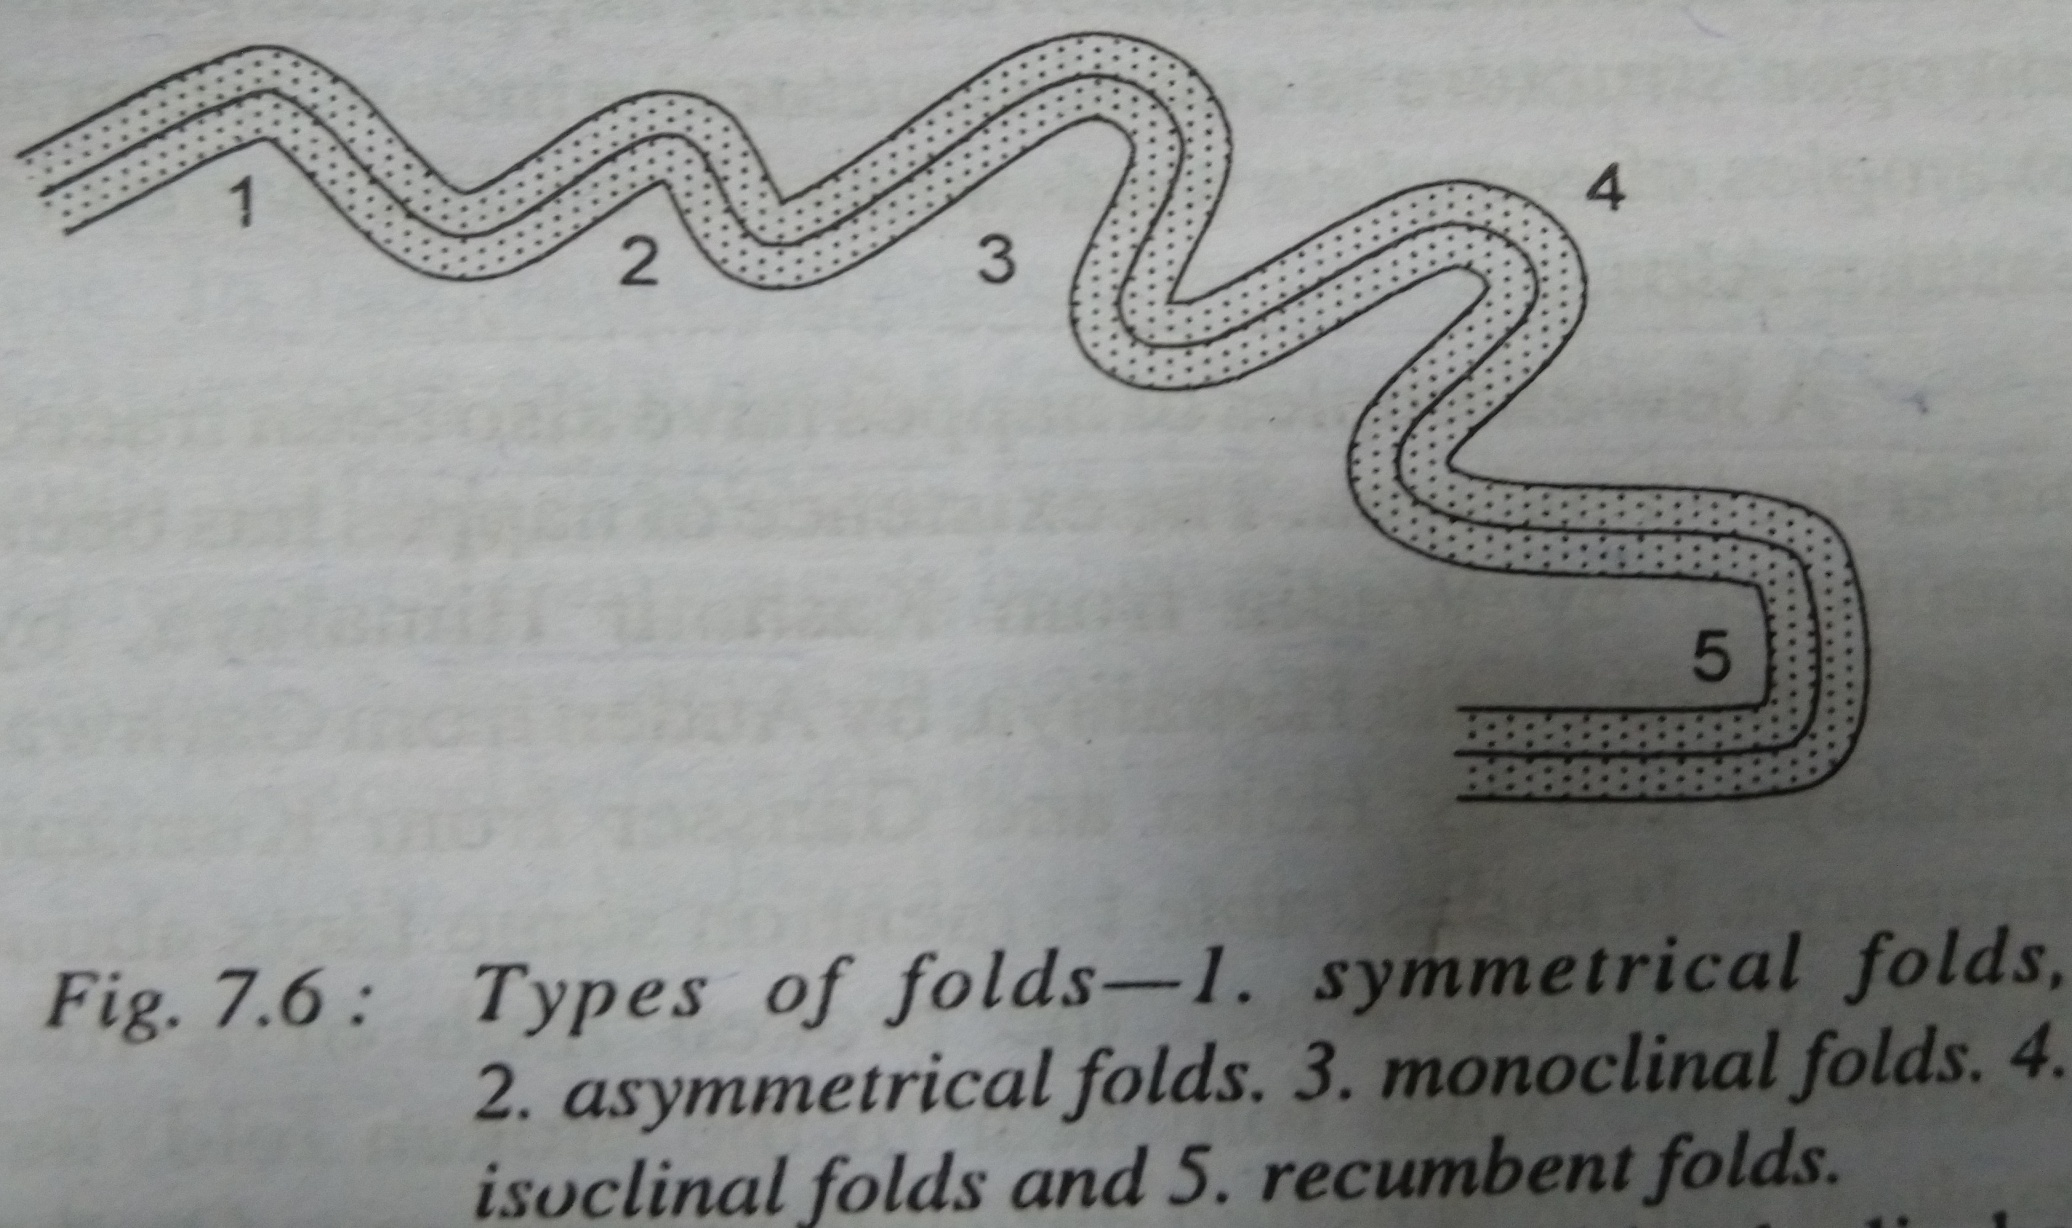 1
2
3
4
5
Fig. 7.6 : Types of folds—1. symmetrical folds,
2. asymmetrical folds. 3. monoclinal folds. 4.
isoclinal folds and 5. recumbent folds.